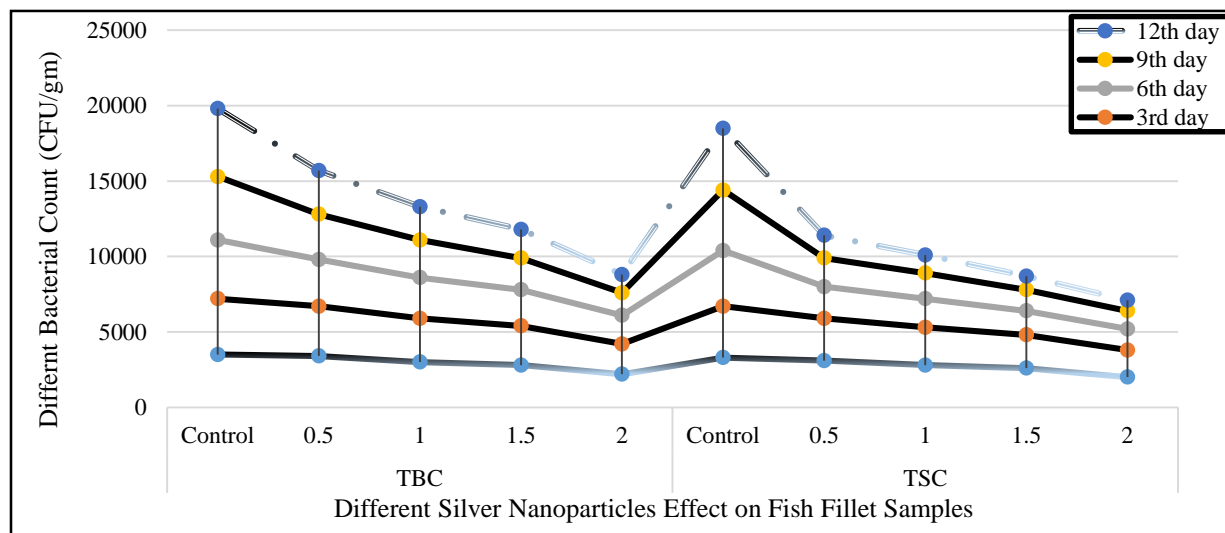 Differnt Bacterial Count (CFU/gm)
25000
20000
15000
10000
5000
0
12th day
9th day
6th day
3rd day
Control 0.5 1 1.5 2 Control 0.5 1 1.5 2
TBC TSC
Different Silver Nanoparticles Effect on Fish Fillet Samples